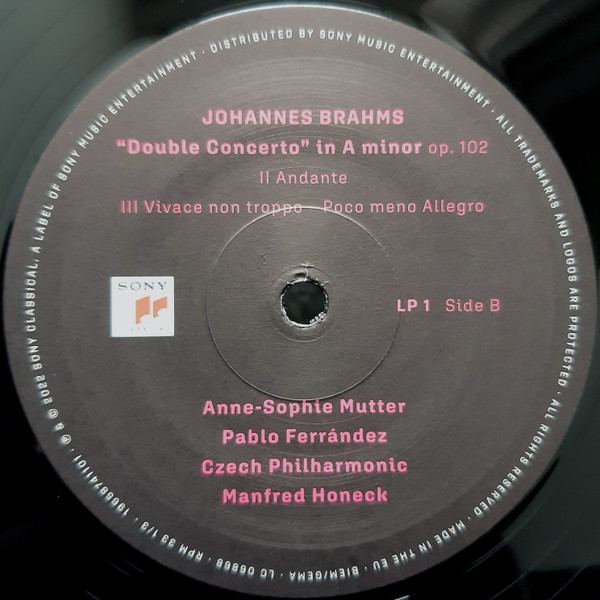 JOHANNES BRAHMS
"Double Concerto" in A minor op. 102
II Andante
III Vivace non troppo Poco meno Allegro
SONY
LP 1 Side B
Anne-Sophie Mutter
Pablo Ferrández
Czech Philharmonic
Manfred Honeck
℗ & © 2022 SONY CLASSICAL, A LABEL OF SONY MUSIC ENTERTAINMENT · DISTRIBUTED BY SONY MUSIC ENTERTAINMENT · ALL TRADEMARKS AND LOGOS ARE PROTECTED · ALL RIGHTS RESERVED · MADE IN THE EU · BIEM/GEMA · LC 06868 · RPM 33 1/3 · 19658741101